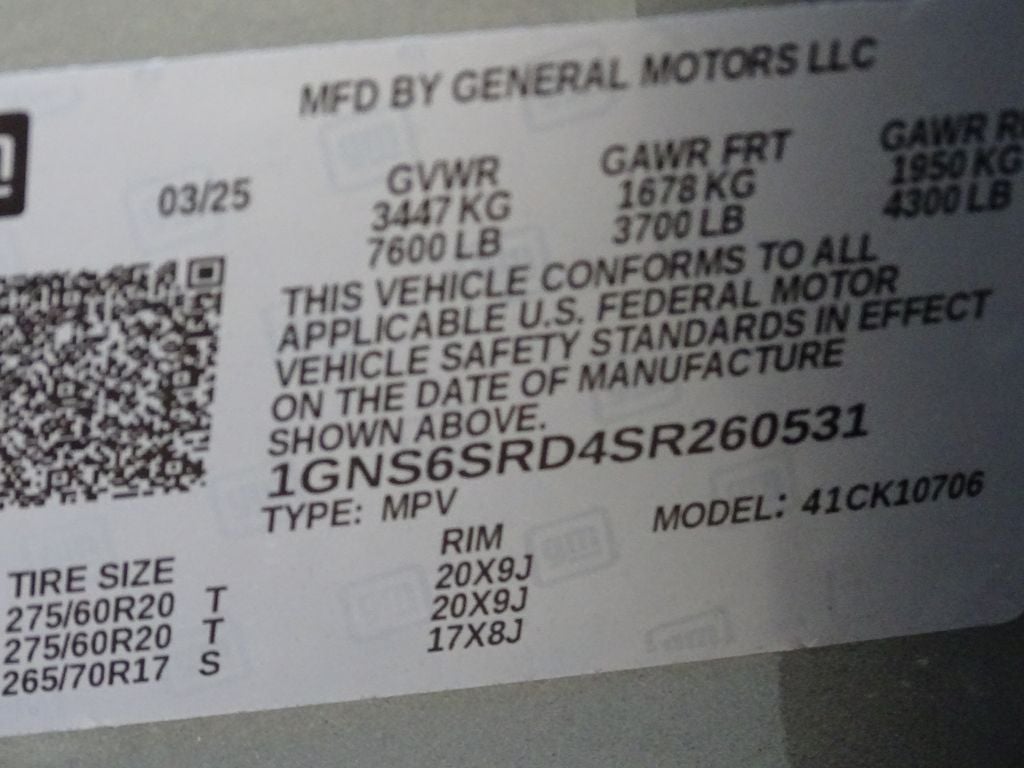 MFD BY GENERAL MOTORS LLC
03/25 GVWR GAWR FRT GAWR
3447 KG 1678 KG 1950 KG
7600 LB 3700 LB 4300 LB
THIS VEHICLE CONFORMS TO ALL
APPLICABLE U.S. FEDERAL MOTOR
VEHICLE SAFETY STANDARDS IN EFFECT
ON THE DATE OF MANUFACTURE
SHOWN ABOVE.
1GNS6SRD4SR260531
TYPE: MPV MODEL: 41CK10706
TIRE SIZE RIM
275/60R20 T 20X9J
275/60R20 T 20X9J
265/70R17 S 17X8J